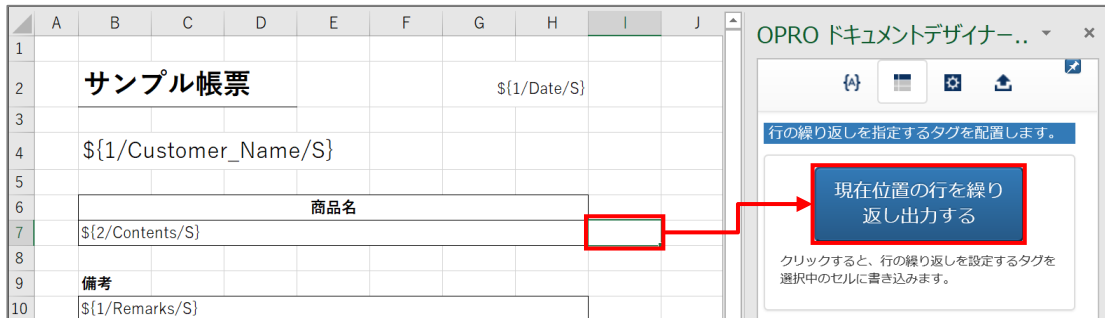 A B C D E F G H I J
OPRO ドキュメントデザイナー..
1
2 サンプル帳票 ${1/Date/S}
{A}
行の繰り返しを指定するタグを配置します。
3
4 ${1/Customer_Name/S}
5
6 商品名
7 ${2/Contents/S}
8
9 備考
10 ${1/Remarks/S}
現在位置の行を繰り
返し出力する
クリックすると、行の繰り返しを設定するタグを
選択中のセルに書き込みます。